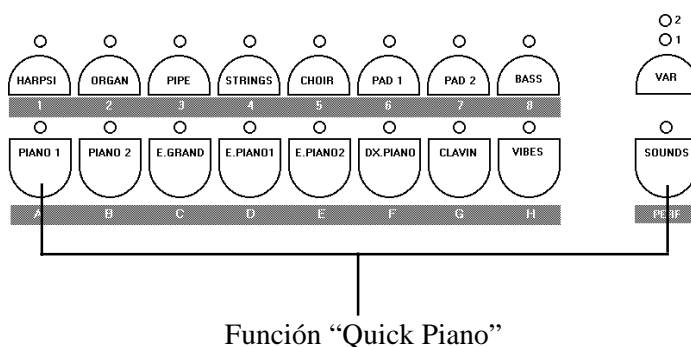 2
1
HARPSI ORGAN PIPE STRINGS CHOIR PAD 1 PAD 2 BASS VAR
1 2 3 4 5 6 7 8
PIANO 1 PIANO 2 E.GRAND E.PIANO1 E.PIANO2 DX.PIANO CLAVIN VIBES SOUNDS
A B C D E F G H PERF
Función “Quick Piano”